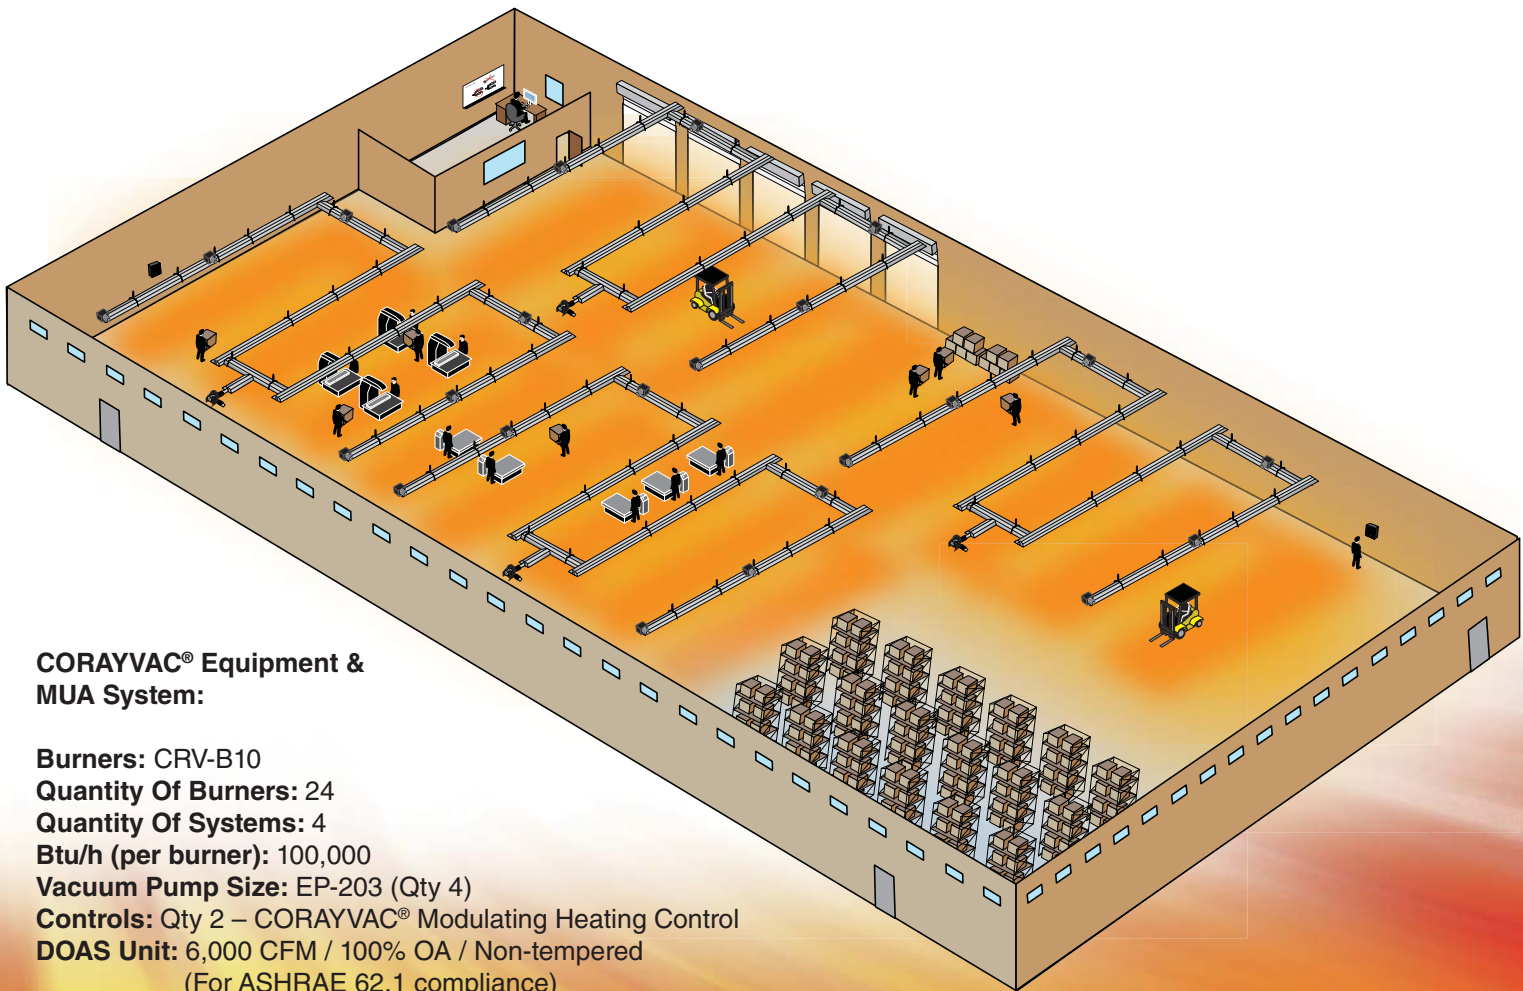 CORAYVAC® Equipment &
MUA System:
Burners: CRV-B10
Quantity Of Burners: 24
Quantity Of Systems: 4
Btu/h (per burner): 100,000
Vacuum Pump Size: EP-203 (Qty 4)
Controls: Qty 2 – CORAYVAC® Modulating Heating Control
DOAS Unit: 6,000 CFM / 100% OA / Non-tempered
(For ASHRAE 62.1 compliance)